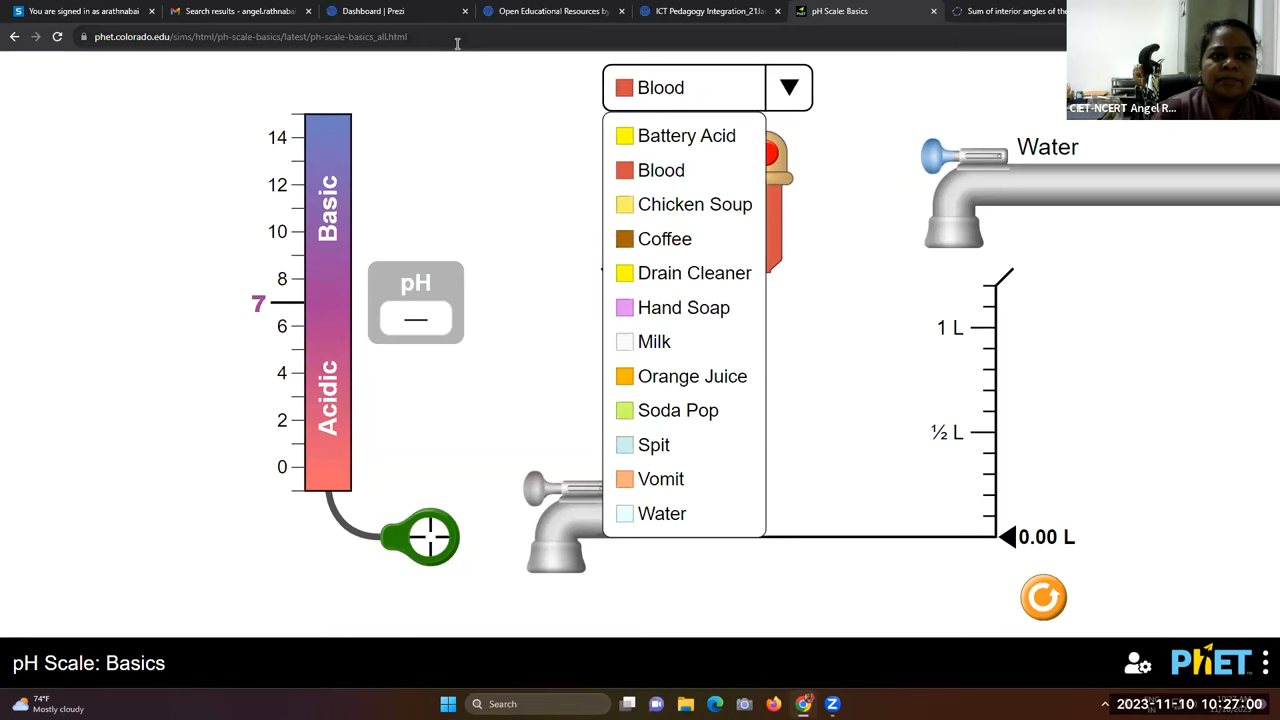 You are signed in as arathnabai
Search results - angel.rathnabai
Dashboard | Prezi
Open Educational Resources by
ICT Pedagogy Integration_21Ja
pH Scale: Basics
Sum of interior angles of the
phet.colorado.edu/sims/html/ph-scale-basics/latest/ph-scale-basics_all.html
CIET-NCERT Angel R...
Blood
Battery Acid
Blood
Chicken Soup
Coffee
Drain Cleaner
Hand Soap
Milk
Orange Juice
Soda Pop
Spit
Vomit
Water
14
12
10
8
7
6
4
2
0
Basic
Acidic
pH
—
Water
1 L
½ L
0.00 L
pH Scale: Basics
PhET
74°F
Mostly cloudy
Search
2023-11-10 10:27:00